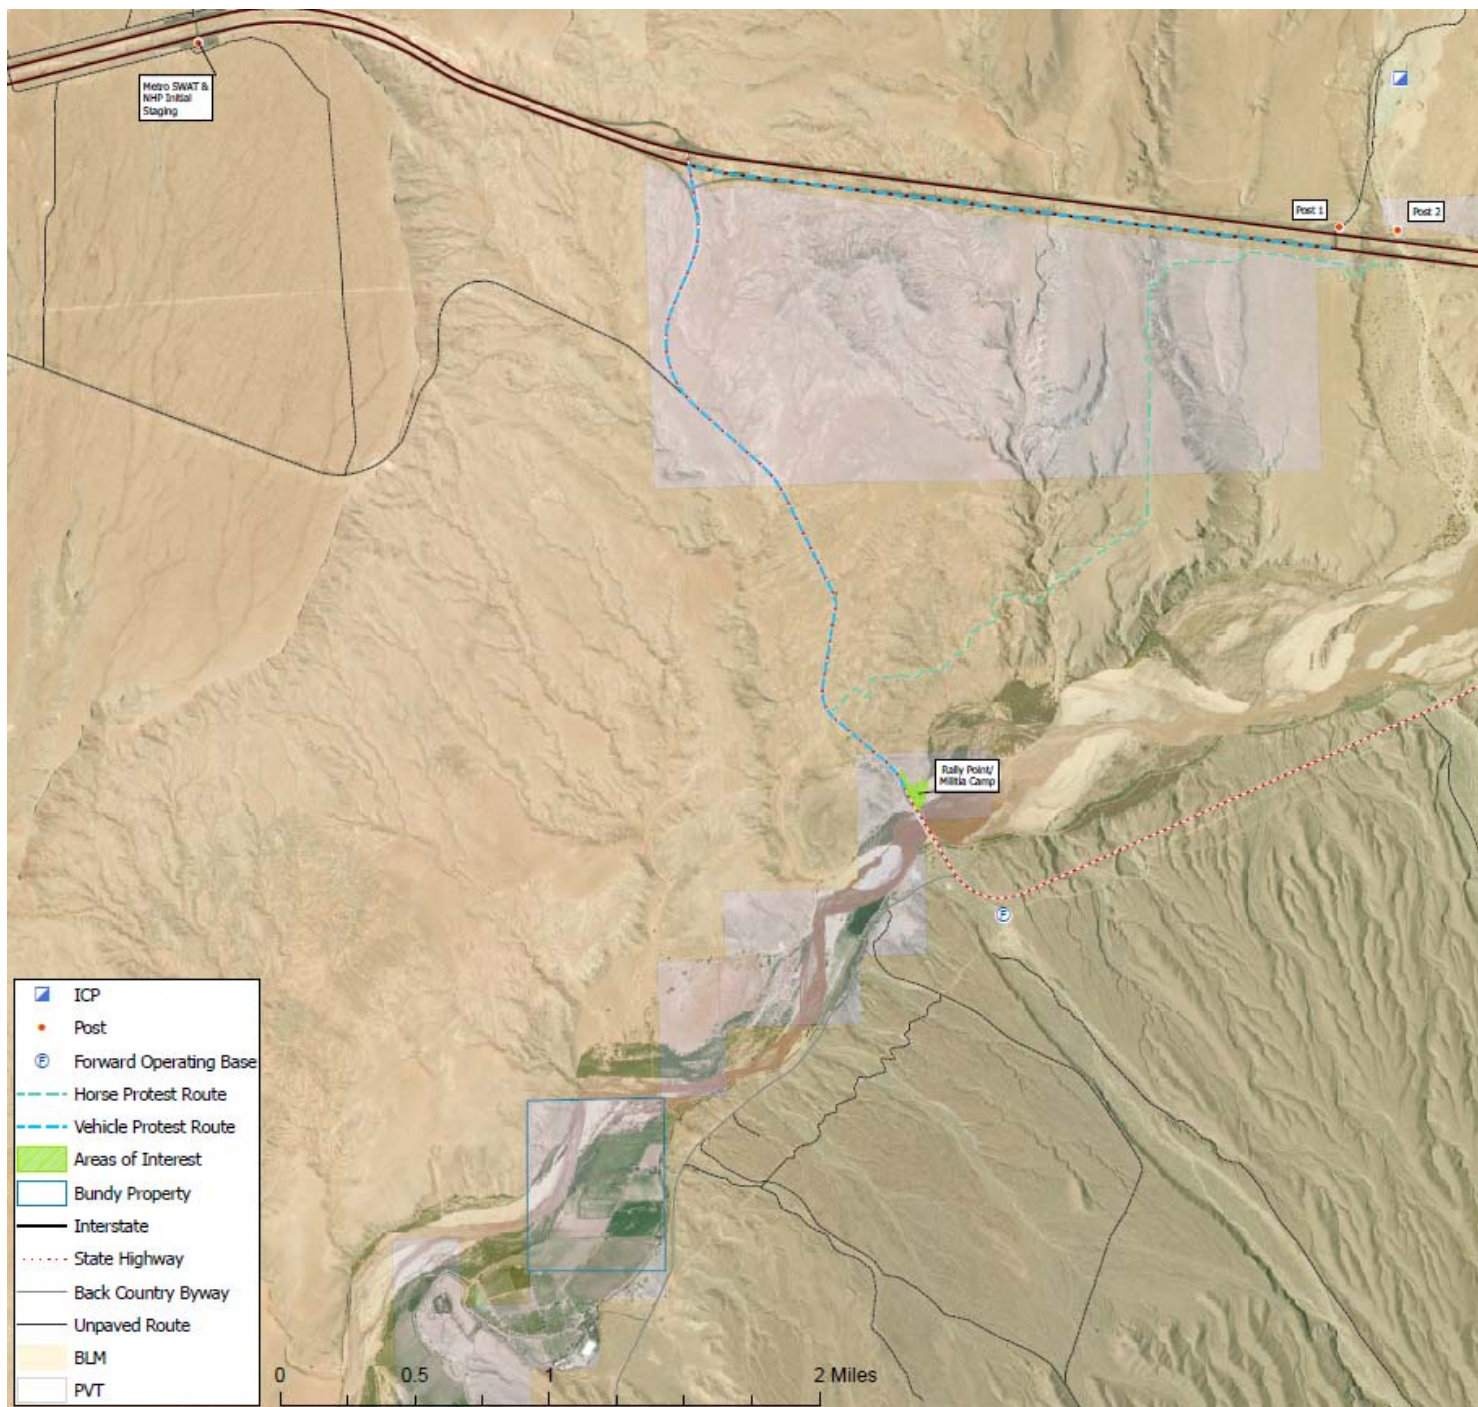 Metro SWAT &
NHP Initial
Staging
Post 1
Post 2
Rally Point/
Militia Camp
F
F
ICP
Post
Forward Operating Base
Horse Protest Route
Vehicle Protest Route
Areas of Interest
Bundy Property
Interstate
State Highway
Back Country Byway
Unpaved Route
BLM
PVT
0 0.5 1 2 Miles